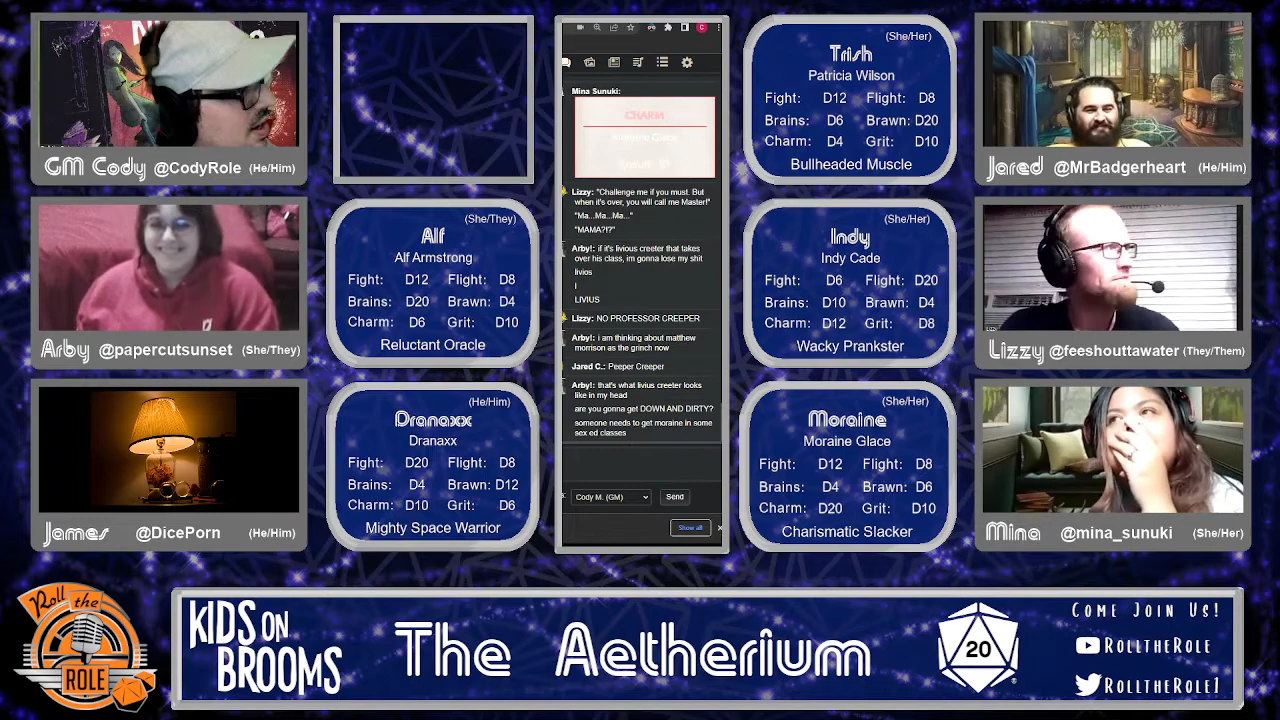 GM Cody @CodyRole (He/Him)
Arby @papercutsunset (She/They)
James @DicePorn (He/Him)
(She/They)
Alf
Alf Armstrong
Fight: D12 Flight: D8
Brains: D20 Brawn: D4
Charm: D6 Grit: D10
Reluctant Oracle
(He/Him)
Dranaxx
Dranaxx
Fight: D20 Flight: D8
Brains: D4 Brawn: D12
Charm: D10 Grit: D6
Mighty Space Warrior
Mina Sunuki:
CHARM
Lizzy: "Challenge me if you must. But
when it's over, you will call me Master!"
"Ma...Ma...Ma..."
"MAMA?!?"
Arby!: if it's livious creeter that takes
over his class, im gonna lose my shit
livios
I
LIVIUS
Lizzy: NO PROFESSOR CREEPER
Arby!: i am thinking about matthew
morrison as the grinch now
Jared C.: Peeper Creeper
Arby!: that's what livius creeter looks
like in my head
are you gonna get DOWN AND DIRTY?
someone needs to get moraine in some
sex ed classes
Cody M. (GM) Send
Show all
(She/Her)
Trish
Patricia Wilson
Fight: D12 Flight: D8
Brains: D6 Brawn: D20
Charm: D4 Grit: D10
Bullheaded Muscle
(She/Her)
Indy
Indy Cade
Fight: D6 Flight: D20
Brains: D10 Brawn: D4
Charm: D12 Grit: D8
Wacky Prankster
(She/Her)
Moraine
Moraine Glace
Fight: D12 Flight: D8
Brains: D4 Brawn: D6
Charm: D20 Grit: D10
Charismatic Slacker
Jared @MrBadgerheart (He/Him)
Lizzy @feeshouttawater (They/Them)
Mina @mina_sunuki (She/Her)
Roll the
ROLE
KIDS ON
BROOMS
The Aetherium
20
COME JOIN US!
ROLLTHEROLE
ROLLTHEROLE1